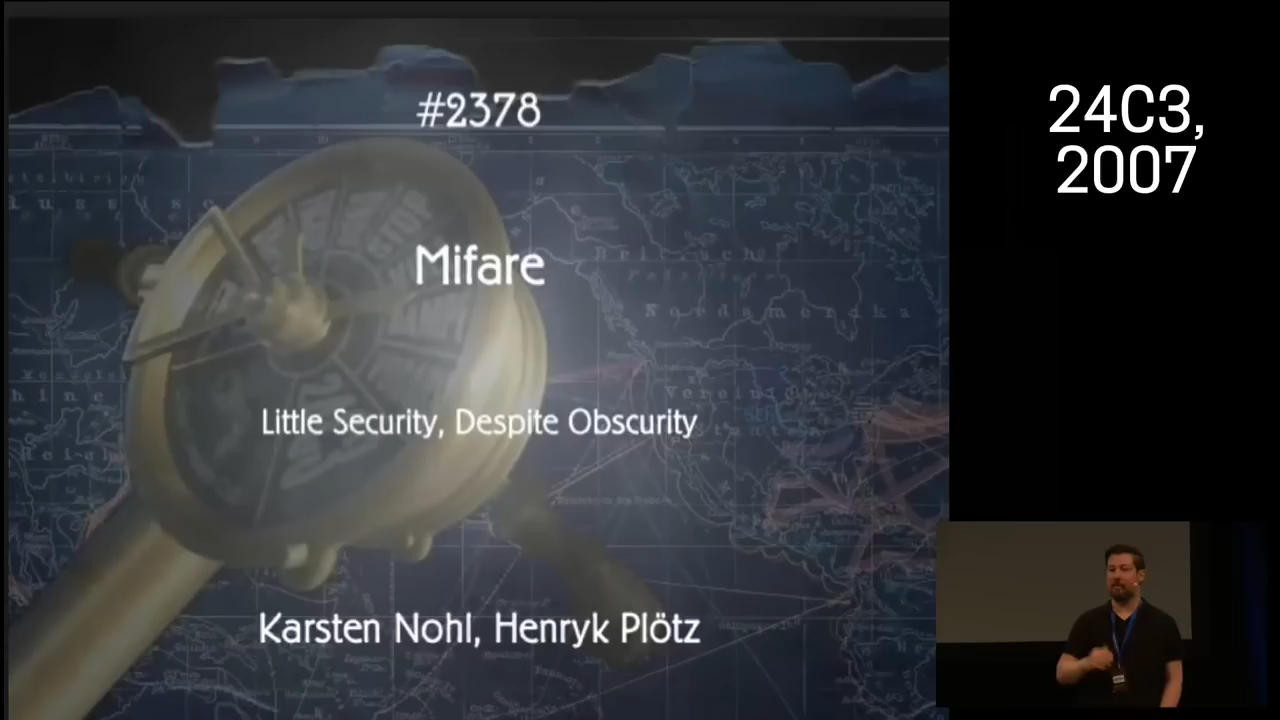 #2378
Mifare
Little Security, Despite Obscurity
Karsten Nohl, Henryk Plötz
24C3,
2007